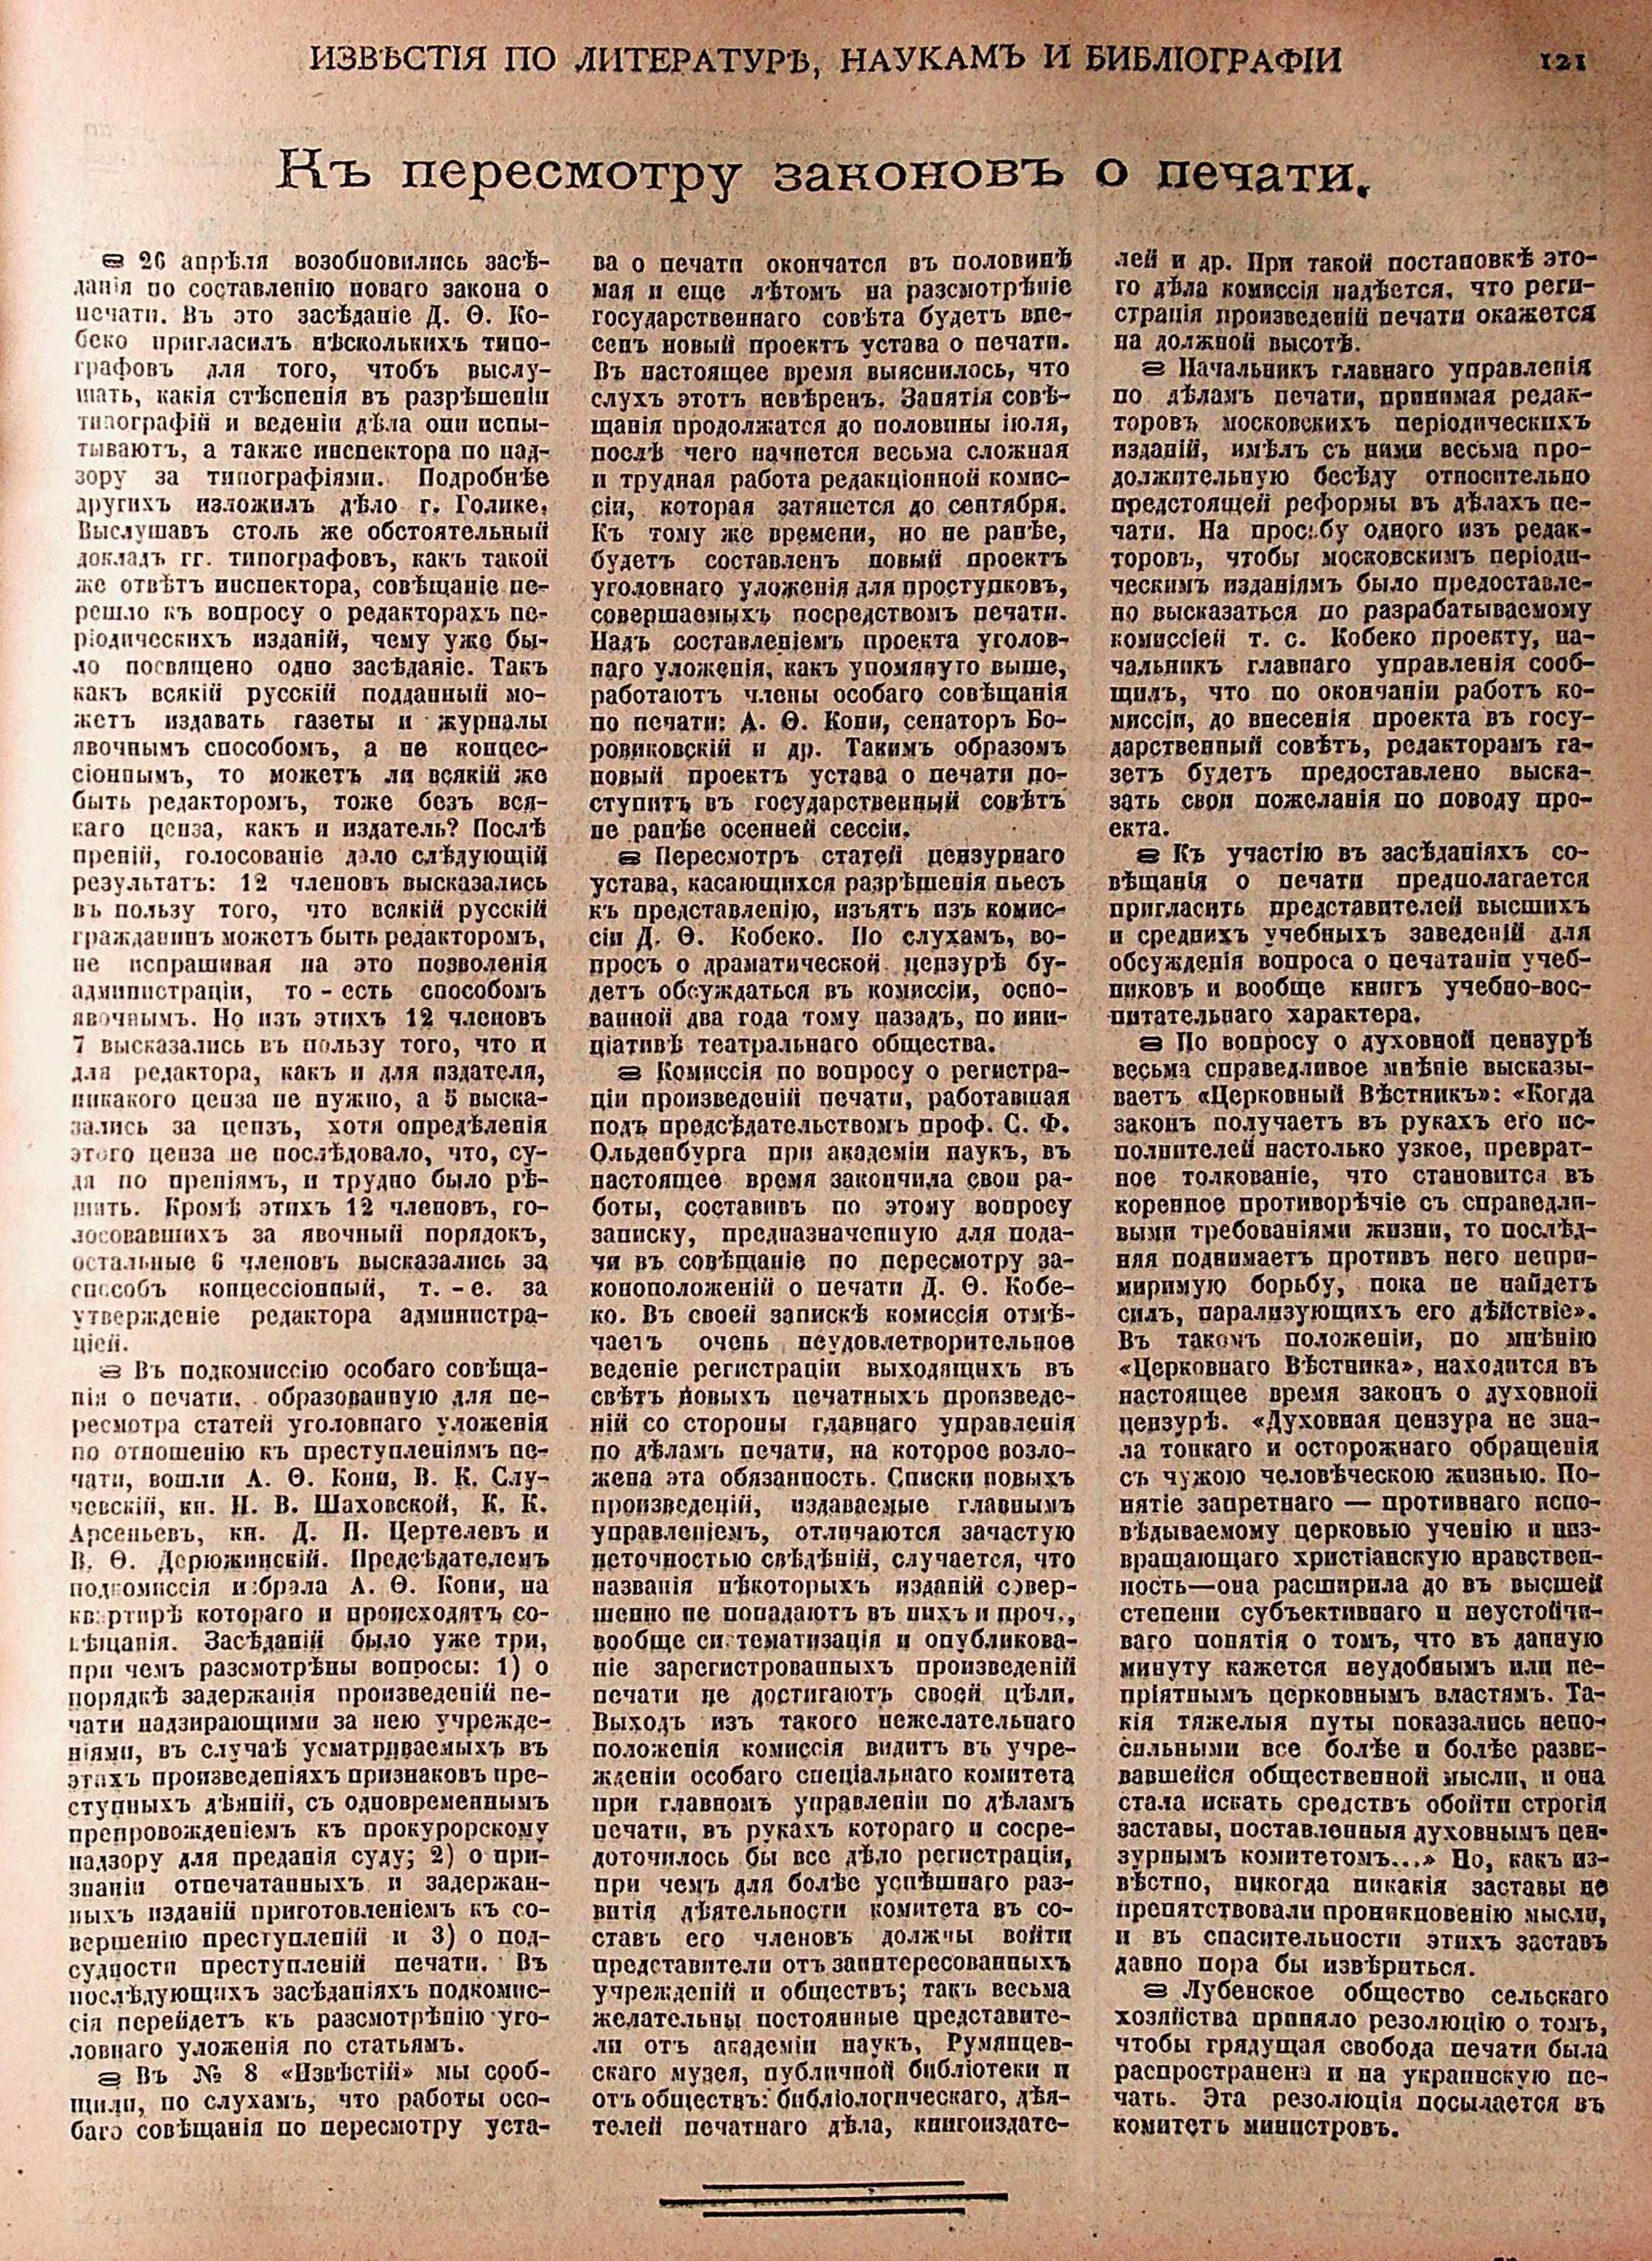 ИЗВѢСТІЯ ПО ЛИТЕРАТУРѢ, НАУКАМЪ И БИБЛІОГРАФІИ 121
Къ пересмотру законовъ о печати.
26 апрѣля возобновились засѣ-
данія по составленію новаго закона о
печати. Въ это засѣданіе Д. Ѳ. Ко-
беко пригласилъ нѣсколькихъ типо-
графовъ для того, чтобъ выслу-
шать, какія стѣсненія въ разрѣшеніи
типографій и веденіи дѣла они испы-
тываютъ, а также инспектора по над-
зору за типографіями. Подробнѣе
другихъ изложилъ дѣло г. Голике.
Выслушавъ столь же обстоятельный
докладъ гг. типографовъ, какъ такой
же отвѣтъ инспектора, совѣщаніе пе-
решло къ вопросу о редакторахъ пе-
ріодическихъ изданій, чему уже бы-
ло посвящено одно засѣданіе. Такъ
какъ всякій русскій подданный мо-
жетъ издавать газеты и журналы
явочнымъ способомъ, а не концес-
сіоннымъ, то можетъ ли всякій же
быть редакторомъ, тоже безъ вся-
каго ценза, какъ и издатель? Послѣ
преній, голосованіе дало слѣдующій
результатъ: 12 членовъ высказались
въ пользу того, что всякій русскій
гражданинъ можетъ быть редакторомъ,
не испрашивая на это позволенія
администраціи, то-есть способомъ
явочнымъ. Но изъ этихъ 12 членовъ
7 высказались въ пользу того, что и
для редактора, какъ и для издателя,
никакого ценза не нужно, а 5 выска-
зались за цензъ, хотя опредѣленія
этого ценза не послѣдовало, что, су-
дя по преніямъ, и трудно было рѣ-
шить. Кромѣ этихъ 12 членовъ, го-
лосовавшихъ за явочный порядокъ,
остальные 6 членовъ высказались за
способъ концессіонный, т.-е. за
утвержденіе редактора администра-
ціей.
Въ подкомиссію особаго совѣща-
нія о печати, образованную для пе-
ресмотра статей уголовнаго уложенія
по отношенію къ преступленіямъ пе-
чати, вошли А. Ѳ. Кони, В. К. Слу-
чевскій, кн. Н. В. Шаховской, К. К.
Арсеньевъ, кн. Д. Н. Цертелевъ и
В. Ѳ. Дерюжинскій. Предсѣдателемъ
подкомиссія избрала А. Ѳ. Кони, на
квартирѣ котораго и происходятъ со-
вѣщанія. Засѣданій было уже три,
при чемъ разсмотрѣны вопросы: 1) о
порядкѣ задержанія произведеній пе-
чати надзирающими за нею учрежде-
ніями, въ случаѣ усматриваемыхъ въ
этихъ произведеніяхъ признаковъ пре-
ступныхъ дѣяній, съ одновременнымъ
препровожденіемъ къ прокурорскому
надзору для преданія суду; 2) о при-
знаніи отпечатанныхъ и задержан-
ныхъ изданій приготовленіемъ къ со-
вершенію преступленій и 3) о под-
судности преступленій печати. Въ
послѣдующихъ засѣданіяхъ подкомис-
сія перейдетъ къ разсмотрѣнію уго-
ловнаго уложенія по статьямъ.
Въ № 8 «Извѣстій» мы сооб-
щили, по слухамъ, что работы осо-
баго совѣщанія по пересмотру уста-
ва о печати окончатся въ половинѣ
мая и еще лѣтомъ на разсмотрѣніе
государственнаго совѣта будетъ вне-
сенъ новый проектъ устава о печати.
Въ настоящее время выяснилось, что
слухъ этотъ невѣренъ. Занятія совѣ-
щанія продолжатся до половины іюля,
послѣ чего начнется весьма сложная
и трудная работа редакціонной комис-
сіи, которая затянется до сентября.
Къ тому же времени, но не ранѣе,
будетъ составленъ новый проектъ
уголовнаго уложенія для проступковъ,
совершаемыхъ посредствомъ печати.
Надъ составленіемъ проекта уголов-
наго уложенія, какъ упомянуто выше,
работаютъ члены особаго совѣщанія
по печати: А. Ѳ. Кони, сенаторъ Бо-
ровиковскій и др. Такимъ образомъ
новый проектъ устава о печати по-
ступитъ въ государственный совѣтъ
не ранѣе осенней сессіи.
Пересмотръ статей цензурнаго
устава, касающихся разрѣшенія пьесъ
къ представленію, изъятъ изъ комис-
сіи Д. Ѳ. Кобеко. По слухамъ, во-
просъ о драматической цензурѣ бу-
детъ обсуждаться въ комиссіи, осно-
ванной два года тому назадъ, по ини-
ціативѣ театральнаго общества.
Комиссія по вопросу о регистра-
ціи произведеній печати, работавшая
подъ предсѣдательствомъ проф. С. Ф.
Ольденбурга при академіи наукъ, въ
настоящее время закончила свои ра-
боты, составивъ по этому вопросу
записку, предназначенную для пода-
чи въ совѣщаніе по пересмотру за-
коноположеній о печати Д. Ѳ. Кобе-
ко. Въ своей запискѣ комиссія отмѣ-
чаетъ очень неудовлетворительное
веденіе регистраціи выходящихъ въ
свѣтъ новыхъ печатныхъ произведе-
ній со стороны главнаго управленія
по дѣламъ печати, на которое возло-
жена эта обязанность. Списки новыхъ
произведеній, издаваемые главнымъ
управленіемъ, отличаются зачастую
неточностью свѣдѣній, случается, что
названія нѣкоторыхъ изданій совер-
шенно не попадаютъ въ нихъ и проч.,
вообще систематизація и опубликова-
ніе зарегистрованныхъ произведеній
печати не достигаютъ своей цѣли.
Выходъ изъ такого нежелательнаго
положенія комиссія видитъ въ учре-
жденіи особаго спеціальнаго комитета
при главномъ управленіи по дѣламъ
печати, въ рукахъ котораго и сосре-
доточилось бы все дѣло регистраціи,
при чемъ для болѣе успѣшнаго раз-
витія дѣятельности комитета въ со-
ставъ его членовъ должны войти
представители отъ заинтересованныхъ
учрежденій и обществъ; такъ весьма
желательны постоянные представите-
ли отъ академіи наукъ, Румянцев-
скаго музея, публичной библіотеки и
отъ обществъ: библіологическаго, дѣя-
телей печатнаго дѣла, книгоиздате-
лей и др. При такой постановкѣ это-
го дѣла комиссія надѣется, что реги-
страція произведеній печати окажется
на должной высотѣ.
Начальникъ главнаго управленія
по дѣламъ печати, принимая редак-
торовъ московскихъ періодическихъ
изданій, имѣлъ съ ними весьма про-
должительную бесѣду относительно
предстоящей реформы въ дѣлахъ пе-
чати. На просьбу одного изъ редак-
торовъ, чтобы московскимъ періоди-
ческимъ изданіямъ было предоставле-
но высказаться по разрабатываемому
комиссіей т. с. Кобеко проекту, на-
чальникъ главнаго управленія сооб-
щилъ, что по окончаніи работъ ко-
миссіи, до внесенія проекта въ госу-
дарственный совѣтъ, редакторамъ га-
зетъ будетъ предоставлено выска-
зать свои пожеланія по поводу про-
екта.
Къ участію въ засѣданіяхъ со-
вѣщанія о печати предполагается
пригласить представителей высшихъ
и среднихъ учебныхъ заведеній для
обсужденія вопроса о печатаніи учеб-
никовъ и вообще книгъ учебно-вос-
питательнаго характера.
По вопросу о духовной цензурѣ
весьма справедливое мнѣніе высказы-
ваетъ «Церковный Вѣстникъ»: «Когда
законъ получаетъ въ рукахъ его ис-
полнителей настолько узкое, преврат-
ное толкованіе, что становится въ
коренное противорѣчіе съ справедли-
выми требованіями жизни, то послѣд-
няя поднимаетъ противъ него непри-
миримую борьбу, пока не найдетъ
силъ, парализующихъ его дѣйствіе».
Въ такомъ положеніи, по мнѣнію
«Церковнаго Вѣстника», находится въ
настоящее время законъ о духовной
цензурѣ. «Духовная цензура не зна-
ла тонкаго и осторожнаго обращенія
съ чужою человѣческою жизнью. По-
нятіе запретнаго — противнаго испо-
вѣдываемому церковью ученію и низ-
вращающаго христіанскую нравствен-
ность—она расширила до въ высшей
степени субъективнаго и неустойчи-
ваго понятія о томъ, что въ данную
минуту кажется неудобнымъ или не-
пріятнымъ церковнымъ властямъ. Та-
кія тяжелыя путы показались непо-
сильными все болѣе и болѣе разви-
вавшейся общественной мысли, и она
стала искать средствъ обойти строгія
заставы, поставленныя духовнымъ цен-
зурнымъ комитетомъ...» Но, какъ из-
вѣстно, никогда никакія заставы не
препятствовали проникновенію мысли,
и въ спасительности этихъ заставъ
давно пора бы извѣриться.
Лубенское общество сельскаго
хозяйства приняло резолюцію о томъ,
чтобы грядущая свобода печати была
распространена и на украинскую пе-
чать. Эта резолюція посылается въ
комитетъ министровъ.